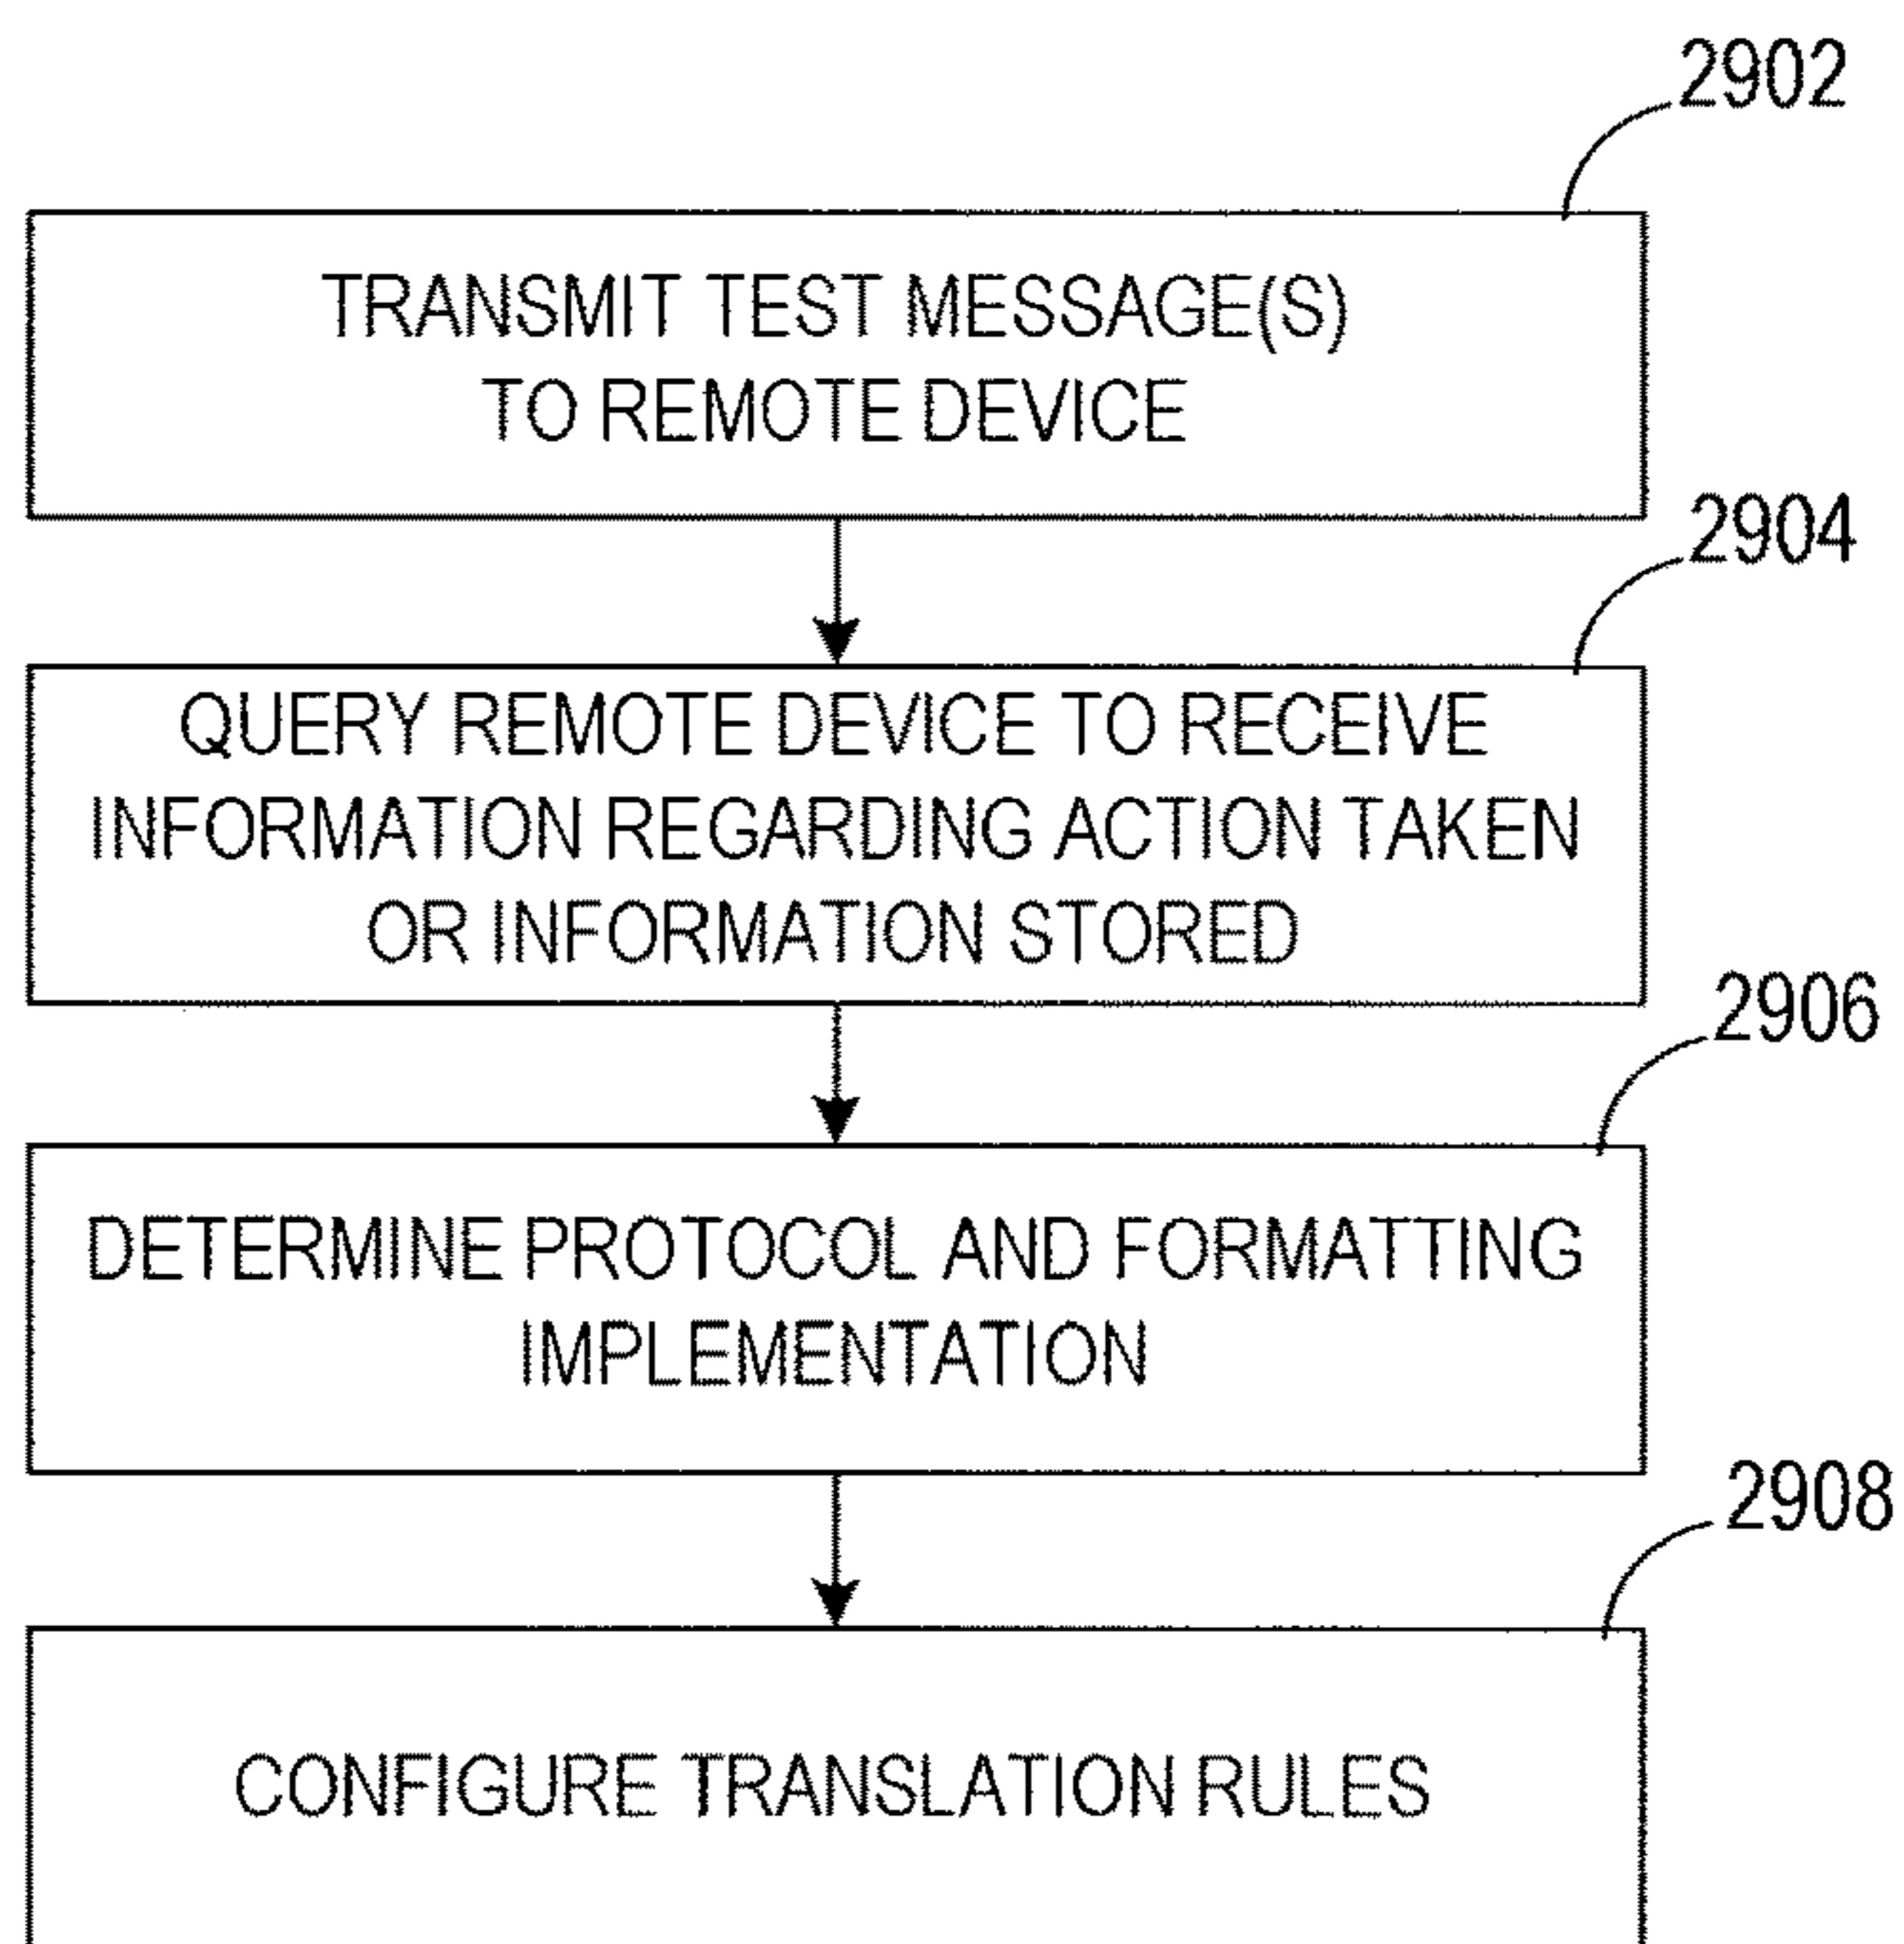 2902
TRANSMIT TEST MESSAGE(S)
TO REMOTE DEVICE
2904
QUERY REMOTE DEVICE TO RECEIVE
INFORMATION REGARDING ACTION TAKEN
OR INFORMATION STORED
2906
DETERMINE PROTOCOL AND FORMATTING
IMPLEMENTATION
2908
CONFIGURE TRANSLATION RULES